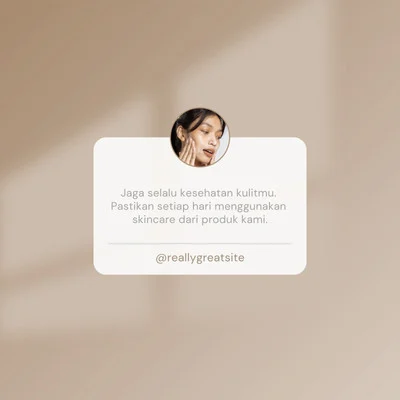 Jaga selalu kesehatan kulitmu.
Pastikan setiap hari menggunakan
skincare dari produk kami.
@reallygreatsite